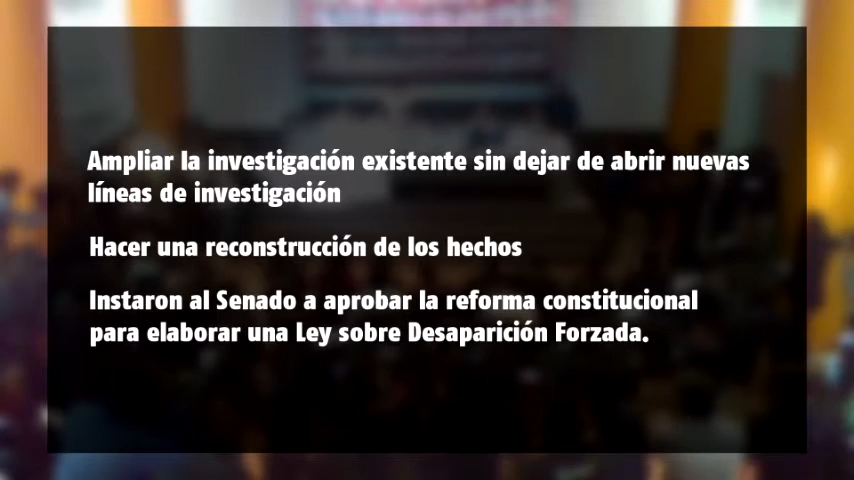 Ampliar la investigación existente sin dejar de abrir nuevas
líneas de investigación
Hacer una reconstrucción de los hechos
Instaron al Senado a aprobar la reforma constitucional
para elaborar una Ley sobre Desaparición Forzada.